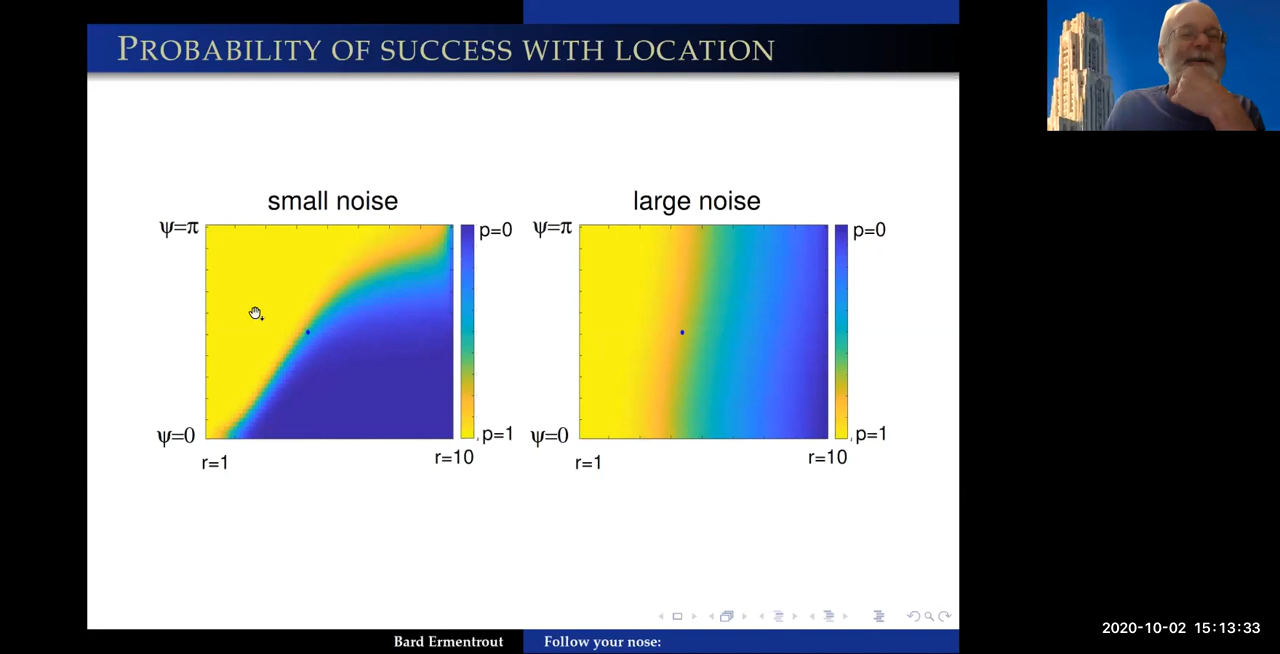 PROBABILITY OF SUCCESS WITH LOCATION
small noise
large noise
ψ=π
p=0
ψ=π
p=0
ψ=0
p=1
ψ=0
p=1
r=1
r=10
r=1
r=10
Bard Ermentrout
Follow your nose:
2020-10-02 15:13:33